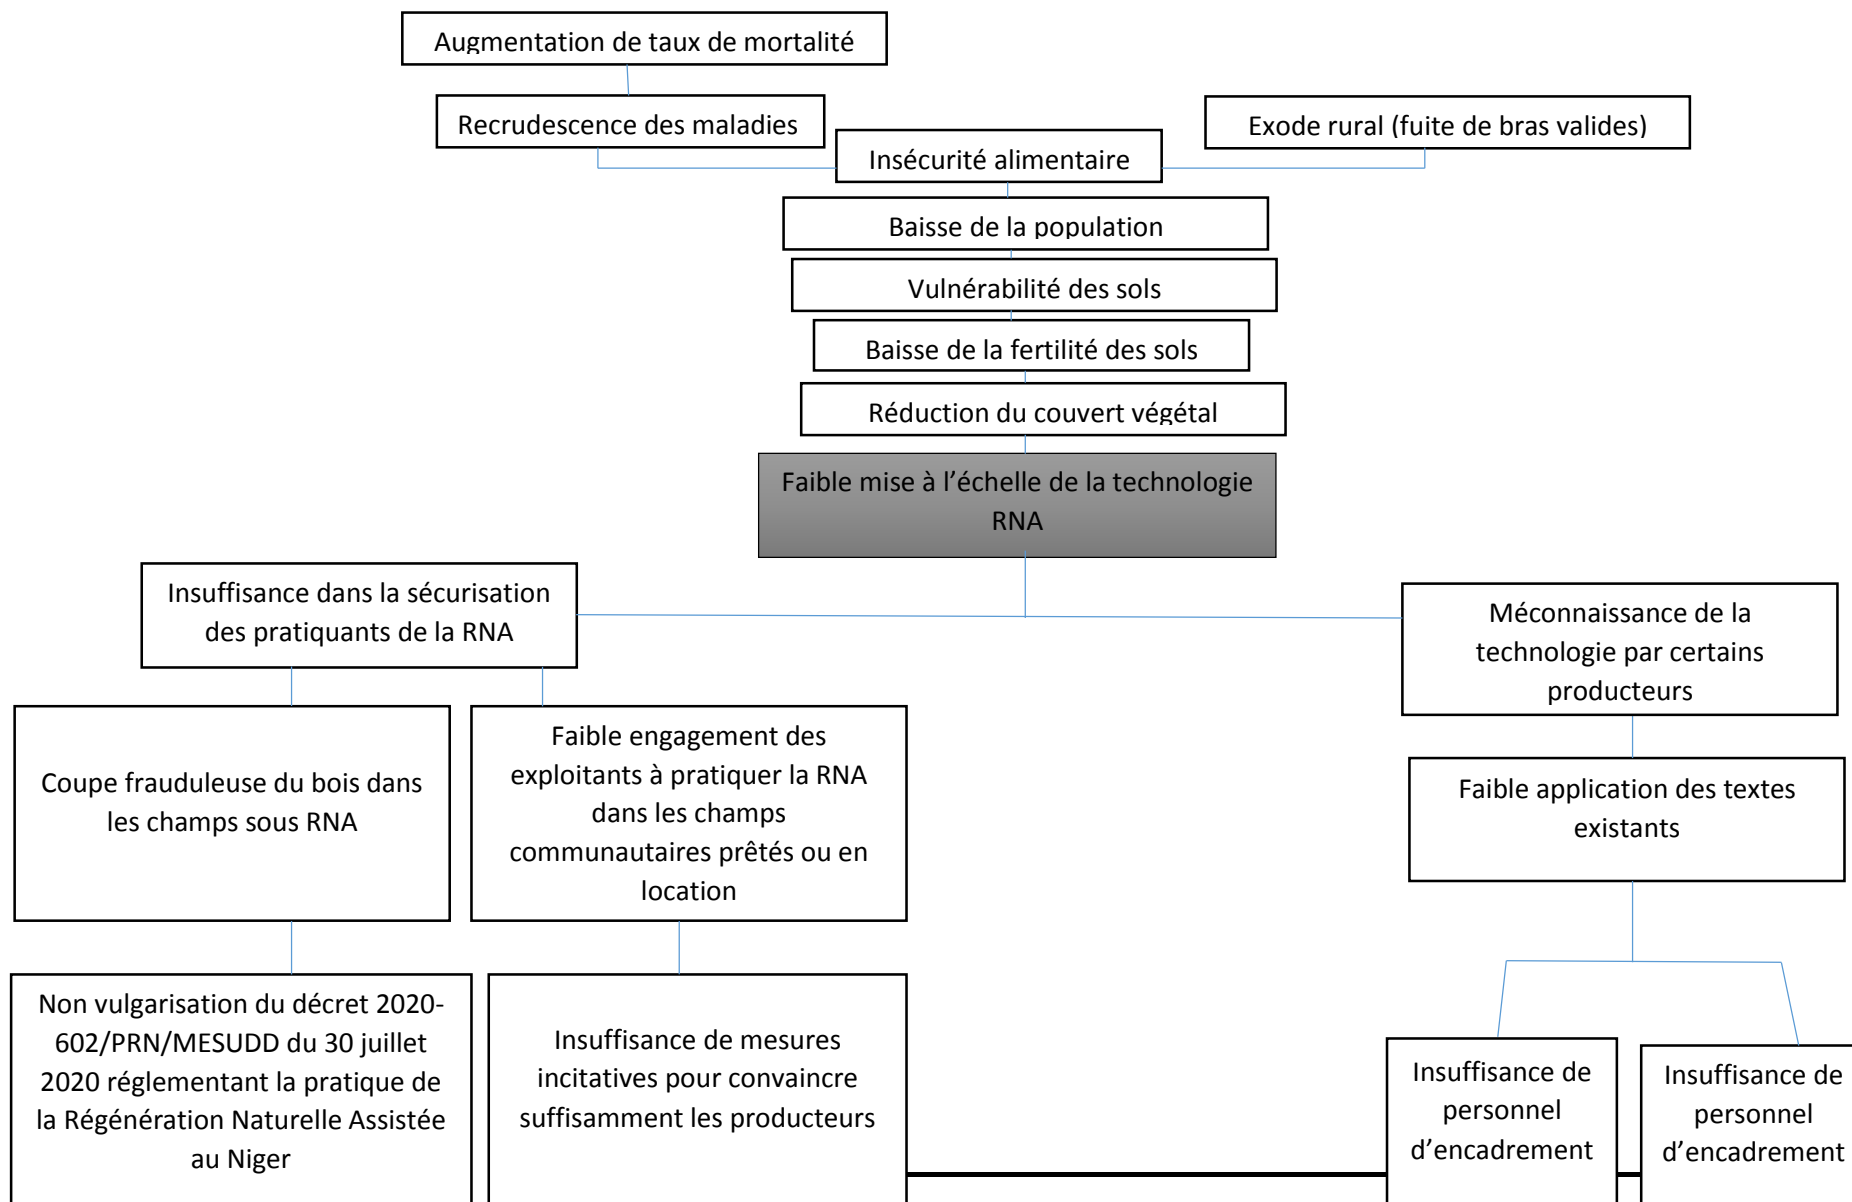 Augmentation de taux de mortalité
Recrudescence des maladies
Exode rural (fuite de bras valides)
Insécurité alimentaire
Baisse de la population
Vulnérabilité des sols
Baisse de la fertilité des sols
Réduction du couvert végétal
Faible mise à l’échelle de la technologie
RNA
Insuffisance dans la sécurisation
des pratiquants de la RNA
Méconnaissance de la
technologie par certains
producteurs
Coupe frauduleuse du bois dans
les champs sous RNA
Faible engagement des
exploitants à pratiquer la RNA
dans les champs
communautaires prêtés ou en
location
Faible application des textes
existants
Non vulgarisation du décret 2020-
602/PRN/MESUDD du 30 juillet
2020 réglementant la pratique de
la Régénération Naturelle Assistée
au Niger
Insuffisance de mesures
incitatives pour convaincre
suffisamment les producteurs
Insuffisance de
personnel
d’encadrement
Insuffisance de
personnel
d’encadrement